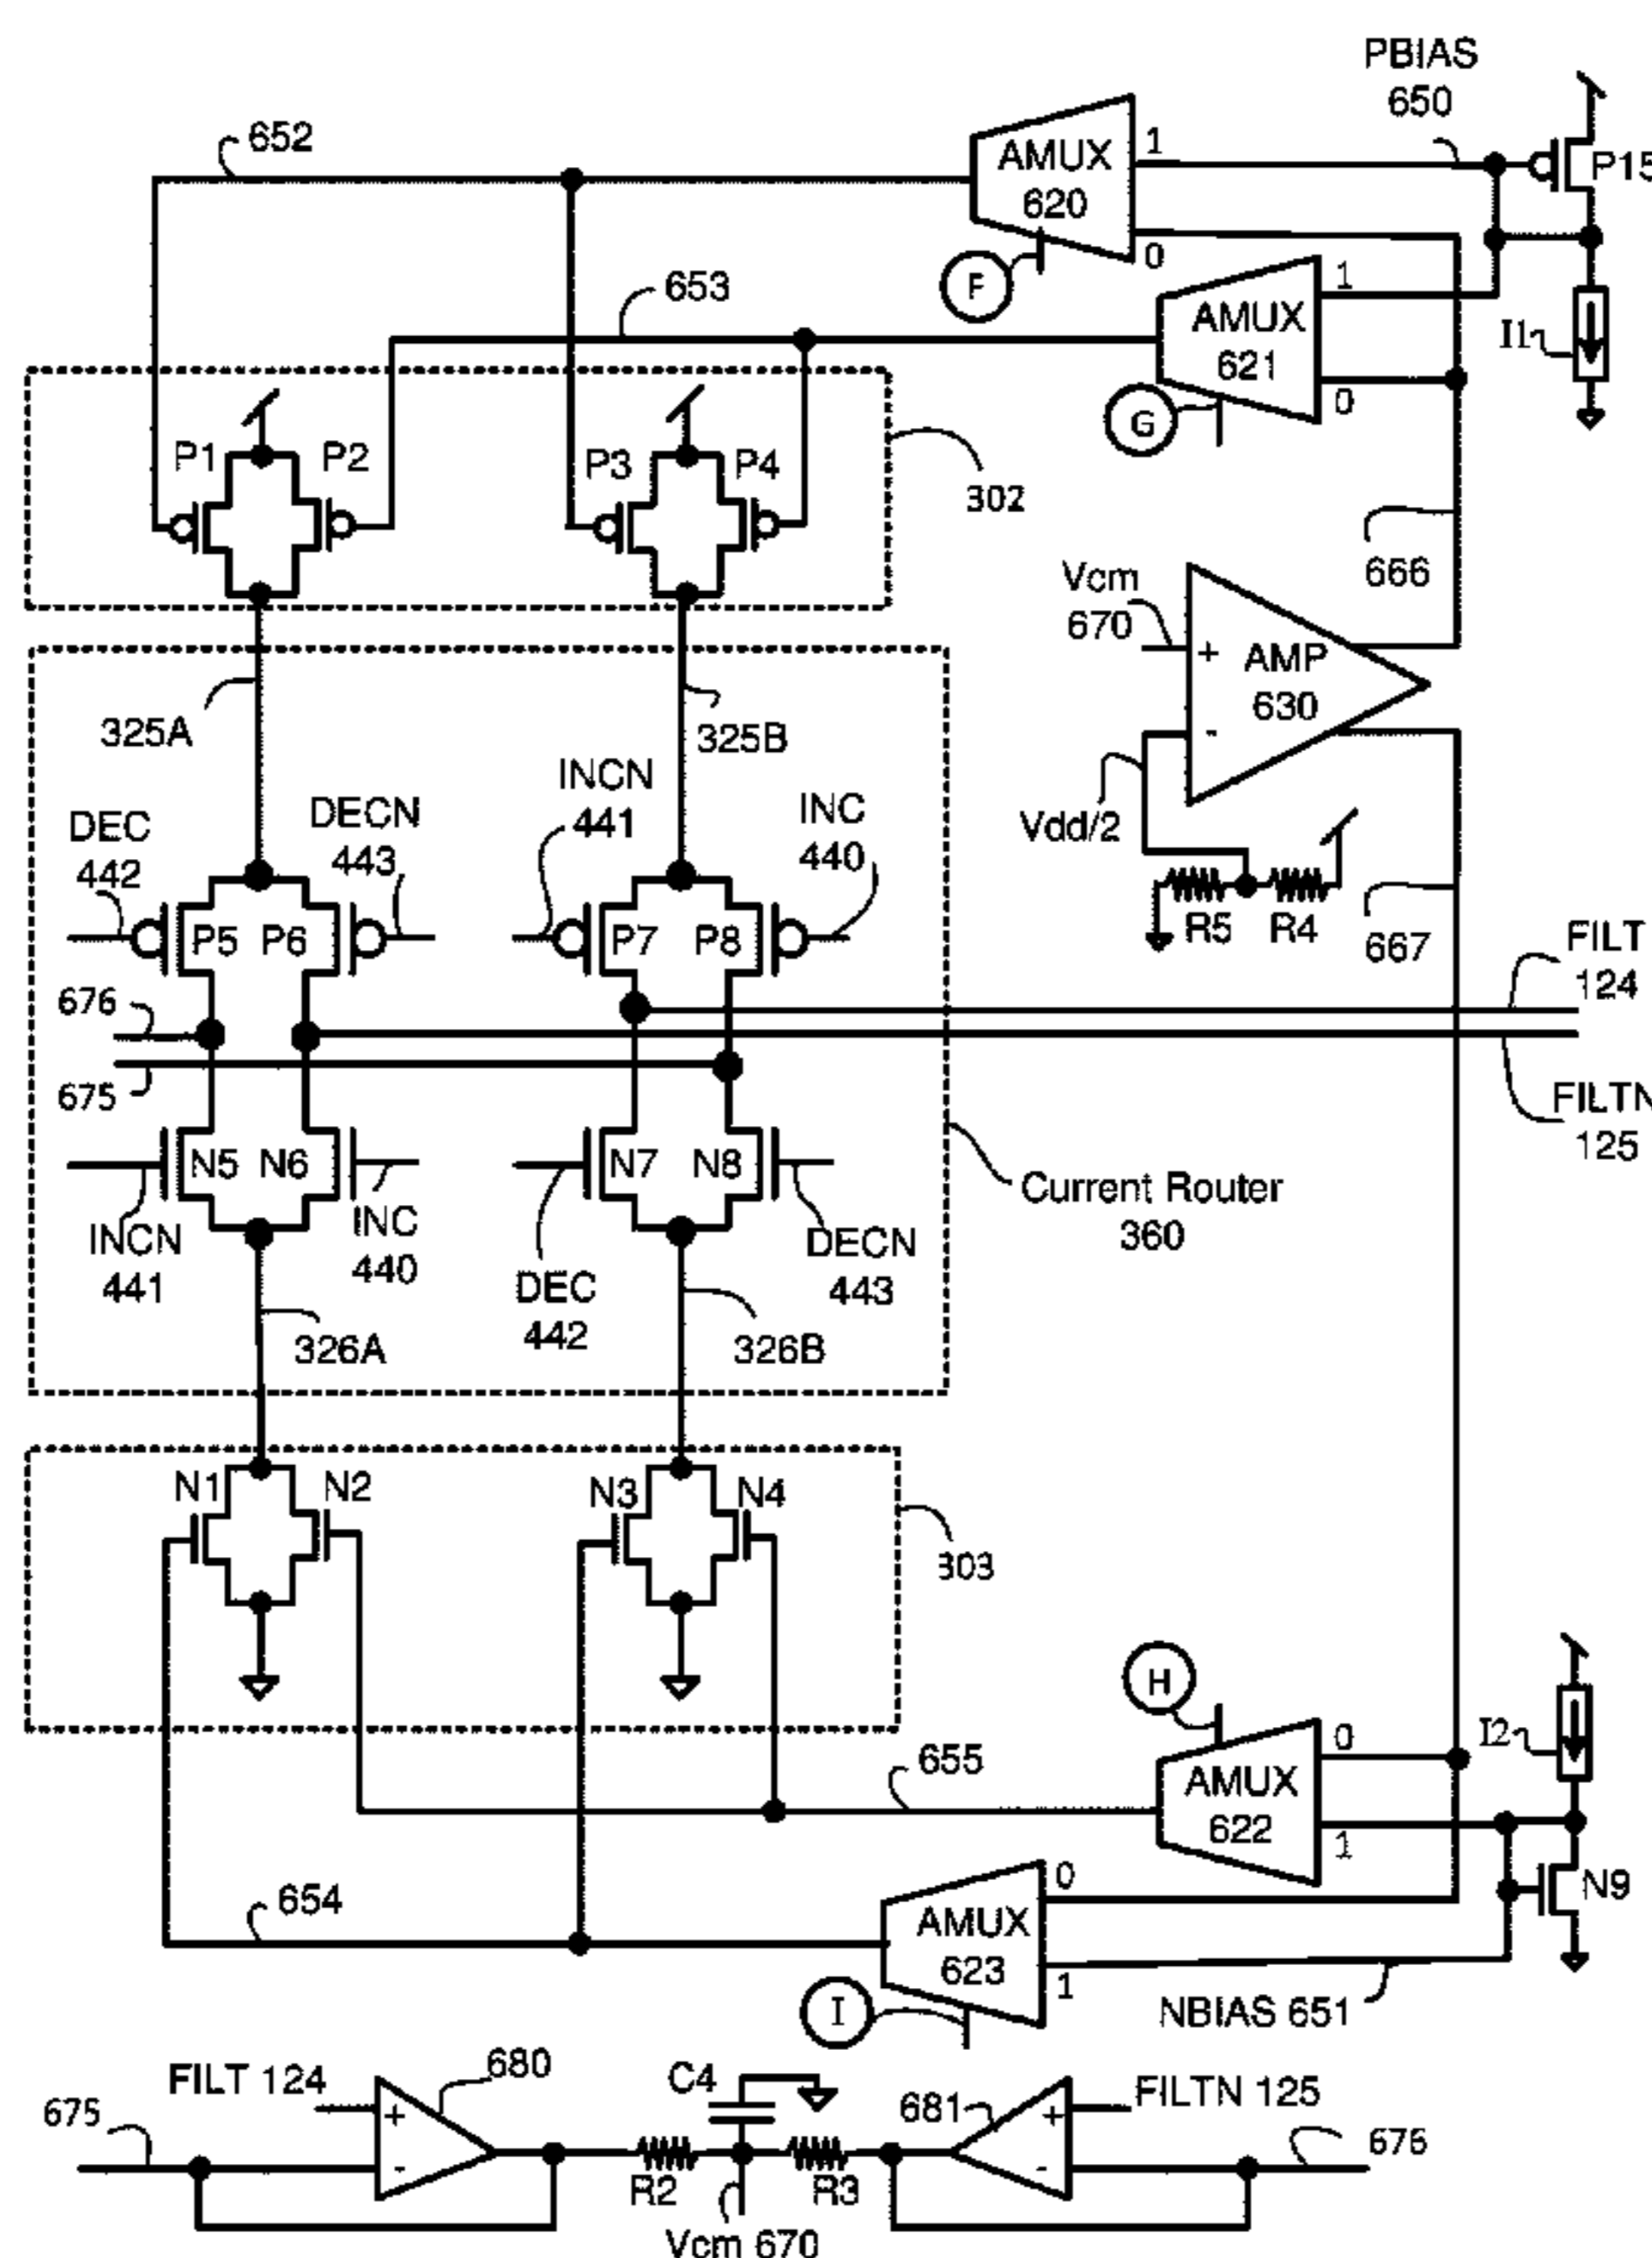 PBIAS
650
652
AMUX
620
1
0
P15
F
653
AMUX
621
1
0
I1
G
P1
P2
P3
P4
302
666
Vcm
670
+
-
AMP
630
325A
325B
Vdd/2
R5
R4
667
DEC
442
DECN
443
INCN
441
INC
440
P5
P6
P7
P8
FILT
124
676
675
FILTN
125
N5
N6
N7
N8
INCN
441
INC
440
DEC
442
DECN
443
Current Router
360
326A
326B
N1
N2
N3
N4
303
H
655
AMUX
622
0
1
I2
N9
654
AMUX
623
0
1
I
NBIAS 651
FILT 124
680
C4
681
FILTN 125
675
+
-
R2
R3
+
-
676
Vcm 670